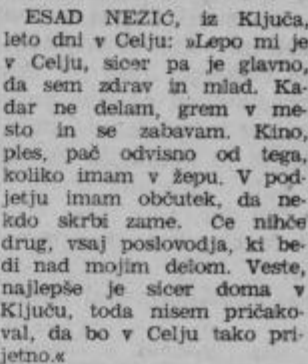 ESAD NEZIĆ, iz Ključa,
leto dni v Celju: »Lepo mi je
v Celju, sicer pa je glavno,
da sem zdrav in mlad. Ka-
dar ne delam, grem v me-
sto in se zabavam. Kino,
ples, pač odvisno od tega,
koliko imam v žepu. V pod-
jetju imam občutek, da ne-
kdo skrbi zame. Če nihče
drug, vsaj poslovodja, ki be-
di nad mojim delom. Veste,
najlepše je sicer doma v
Ključu, toda nisem pričako-
val, da bo v Celju tako pri-
jetno.«